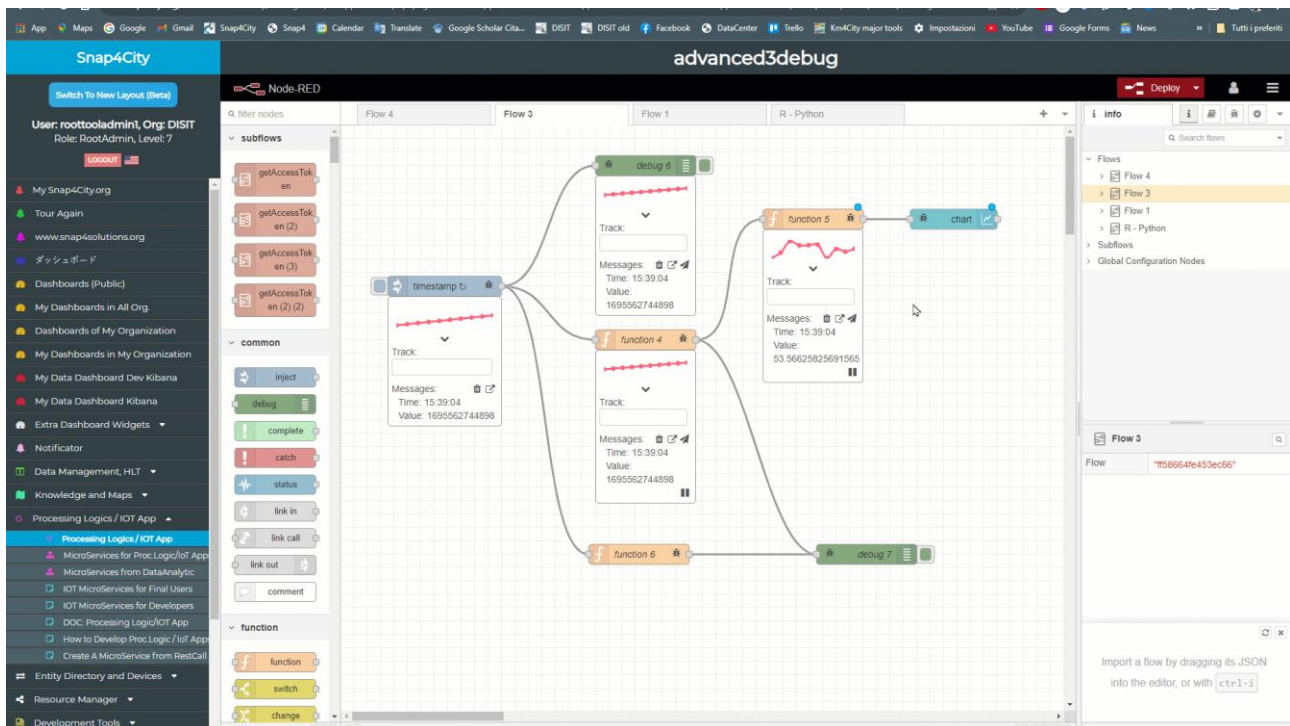 App
Maps
Google
Gmail
Snap4City
Snap4
Calendar
Translate
Google Scholar Cita...
DISIT
DISIT old
Facebook
DataCenter
Trello
Km4City major tools
Impostazioni
YouTube
Google Forms
News
»
Tutti i preferiti
Snap4City
advanced3debug
Switch To New Layout (Beta)
User: roottooladmin1, Org: DISIT
Role: RootAdmin, Level: 7
LOGOUT
My Snap4City.org
Tour Again
www.snap4solutions.org
ダッシュボード
Dashboards (Public)
My Dashboards in All Org.
Dashboards of My Organization
My Dashboards in My Organization
My Data Dashboard Dev Kibana
My Data Dashboard Kibana
Extra Dashboard Widgets
Notificator
Data Management, HLT
Knowledge and Maps
Processing Logics / IOT App
Processing Logics / IOT App
MicroServices for Proc.Logic/IoT Apps
MicroServices from DataAnalytic
IOT MicroServices for Final Users
IOT MicroServices for Developers
DOC: Processing Logic/IOT App
How to Develop Proc.Logic / IoT Apps
Create A MicroService from RestCall
Entity Directory and Devices
Resource Manager
Development Tools
Node-RED
Deploy
filter nodes
subflows
getAccessTok
en
getAccessTok
en (2)
getAccessTok
en (3)
getAccessTok
en (2) (2)
common
inject
debug
complete
catch
status
link in
link call
link out
comment
function
function
switch
change
Flow 4
Flow 3
Flow 1
R - Python
timestamp ↻
Track:
Messages:
Time: 15:39:04
Value: 1695562744898
debug 6
Track:
Messages:
Time: 15:39:04
Value:
1695562744898
function 4
Track:
Messages:
Time: 15:39:04
Value:
1695562744898
function 5
Track:
Messages:
Time: 15:39:04
Value:
53.56625825691565
chart
function 6
debug 7
i info
i
Search flows
Flows
Flow 4
Flow 3
Flow 1
R - Python
Subflows
Global Configuration Nodes
Flow 3
Flow "ff58664fe453ec66"
Import a flow by dragging its JSON
into the editor, or with ctrl-i